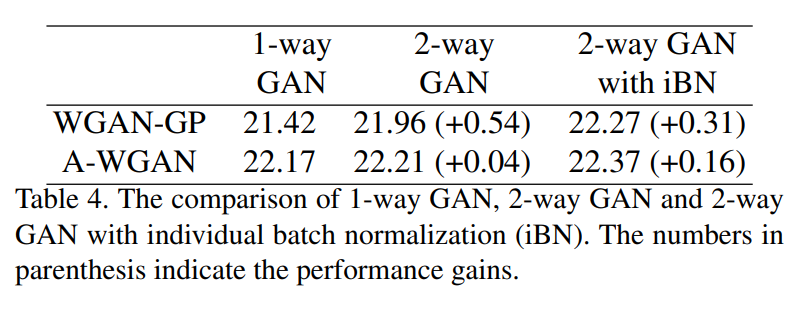 1-way 2-way 2-way GAN
GAN GAN with iBN
WGAN-GP 21.42 21.96 (+0.54) 22.27 (+0.31)
A-WGAN 22.17 22.21 (+0.04) 22.37 (+0.16)
Table 4. The comparison of 1-way GAN, 2-way GAN and 2-way
GAN with individual batch normalization (iBN). The numbers in
parenthesis indicate the performance gains.